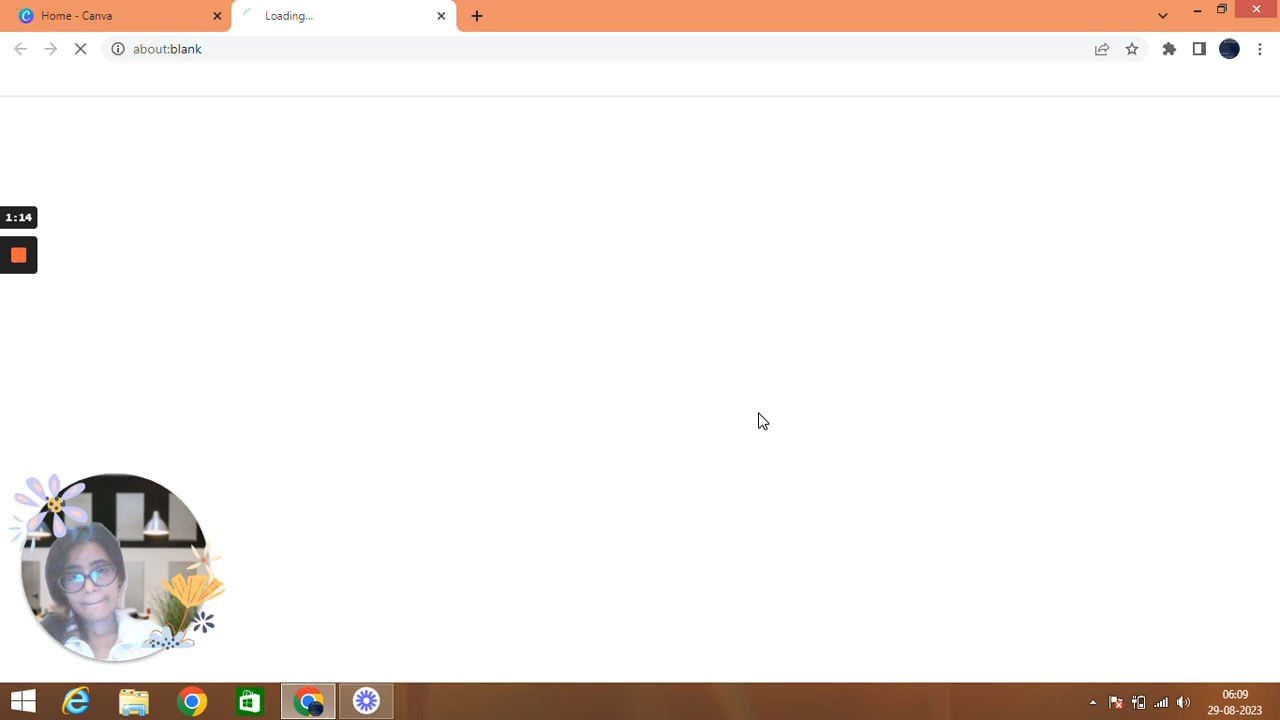 Home - Canva
Loading...
about:blank
1:14
06:09
29-08-2023